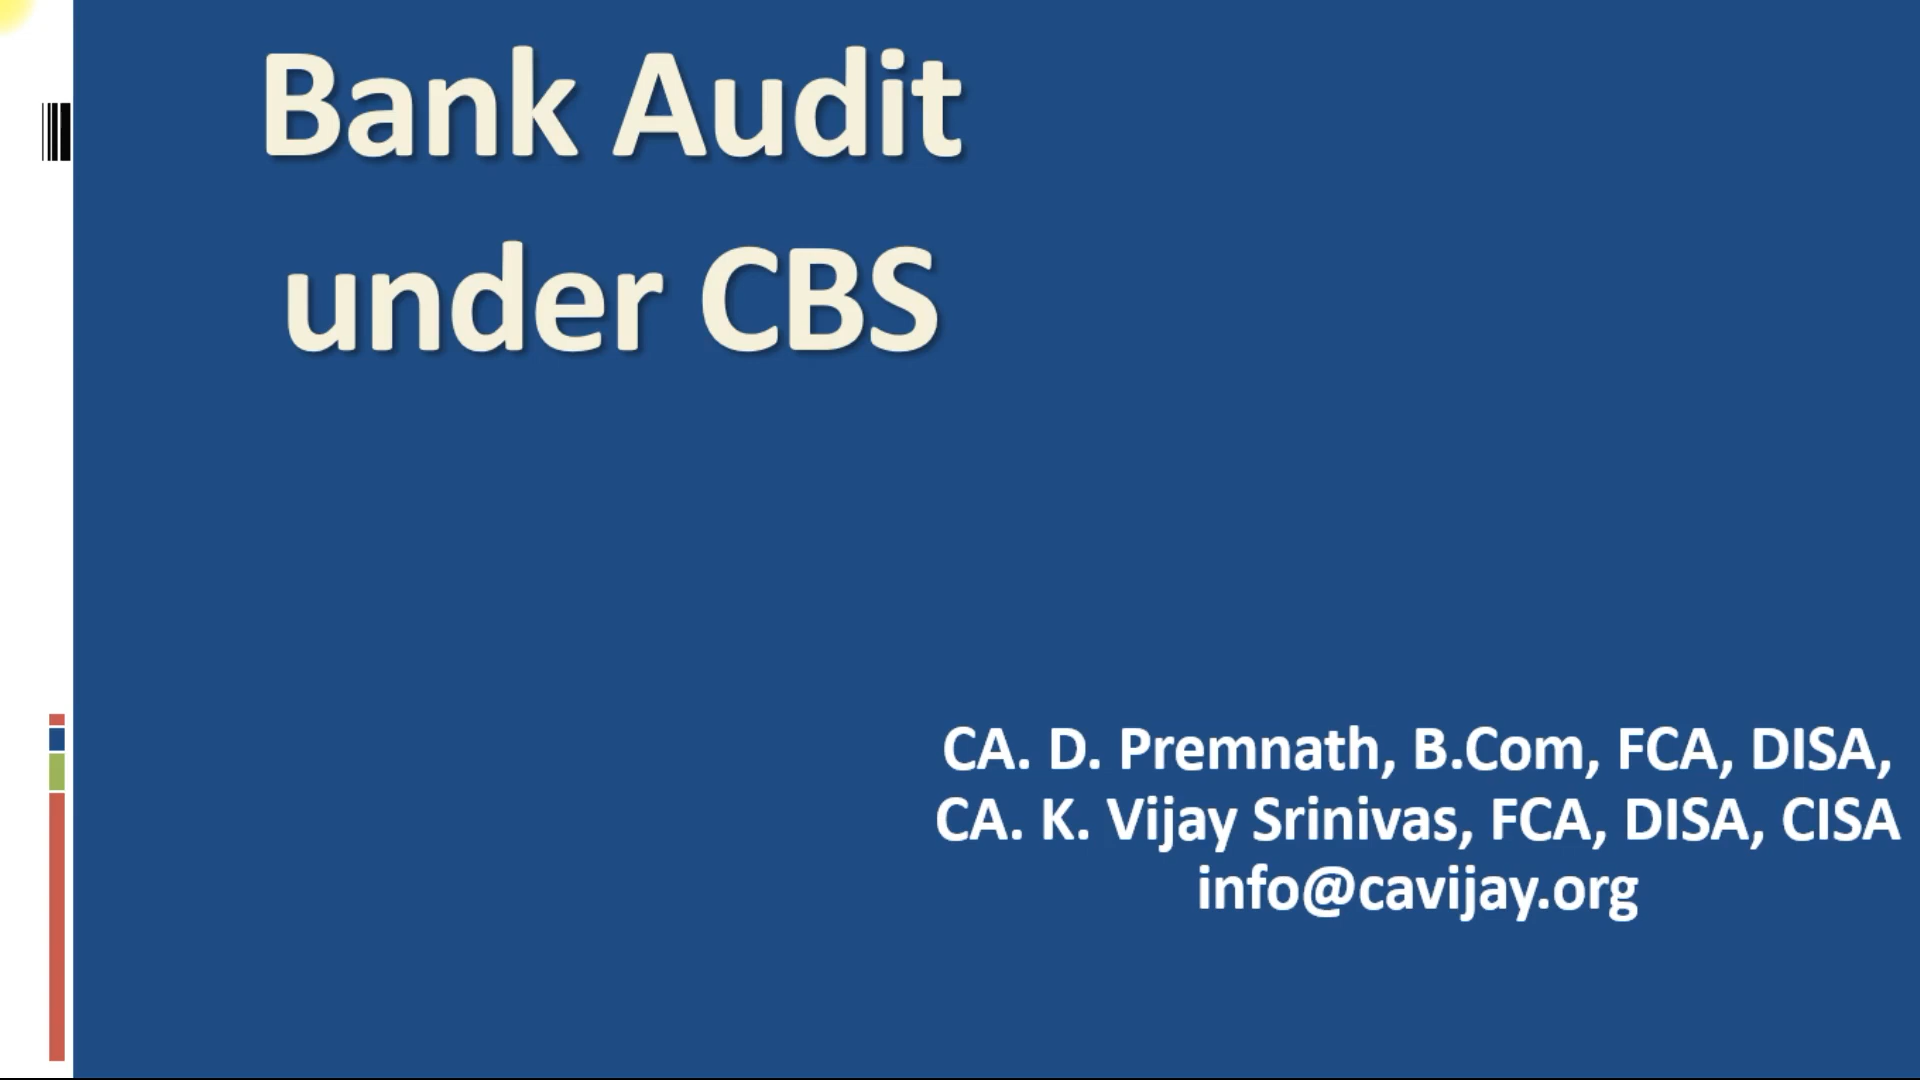 Bank Audit
under CBS
CA. D. Premnath, B.Com, FCA, DISA,
CA. K. Vijay Srinivas, FCA, DISA, CISA
info@cavijay.org